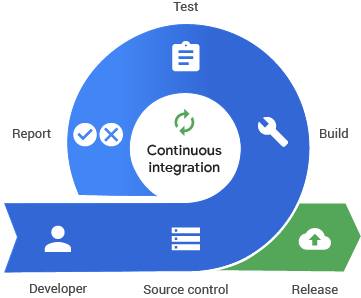 Test
Report
Continuous
integration
Build
Developer
Source control
Release